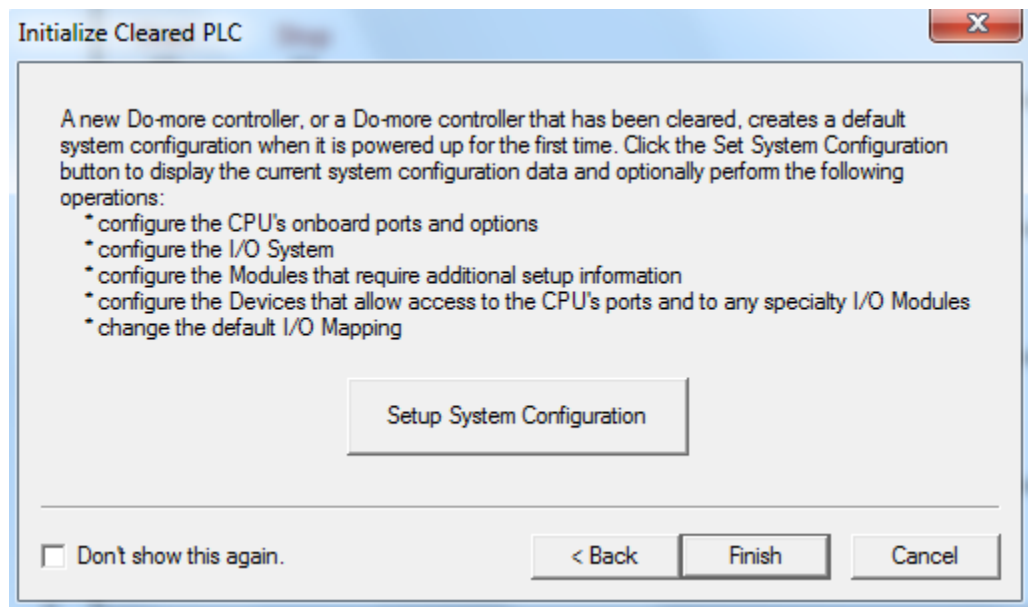 Initialize Cleared PLC
A new Do-more controller, or a Do-more controller that has been cleared, creates a default
system configuration when it is powered up for the first time. Click the Set System Configuration
button to display the current system configuration data and optionally perform the following
operations:
* configure the CPU's onboard ports and options
* configure the I/O System
* configure the Modules that require additional setup information
* configure the Devices that allow access to the CPU's ports and to any specialty I/O Modules
* change the default I/O Mapping
Setup System Configuration
Don't show this again.
< Back
Finish
Cancel